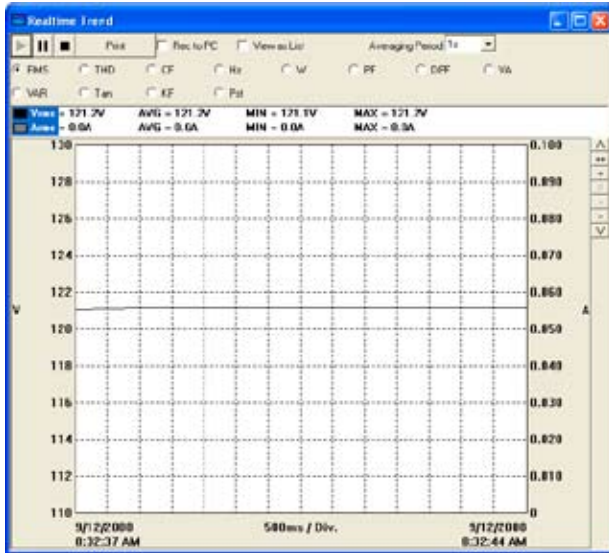 Realtime Trend
Print Rec to PC View as List Averaging Period 1s
RMS THD CF Hz W PF DPF VA
VAR Tan KF Pst
Vrms = 121.2V AVG = 121.2V MIN = 121.1V MAX = 121.2V
Arms = 0.0A AVG = 0.0A MIN = 0.0A MAX = 0.0A
130 0.100
128 0.090
126 0.080
124 0.070
122 0.060
V A
120 0.050
118 0.040
116 0.030
114 0.020
112 0.010
110 0
9/12/2008 500ms / Div. 9/12/2008
8:32:37 AM 8:32:44 AM